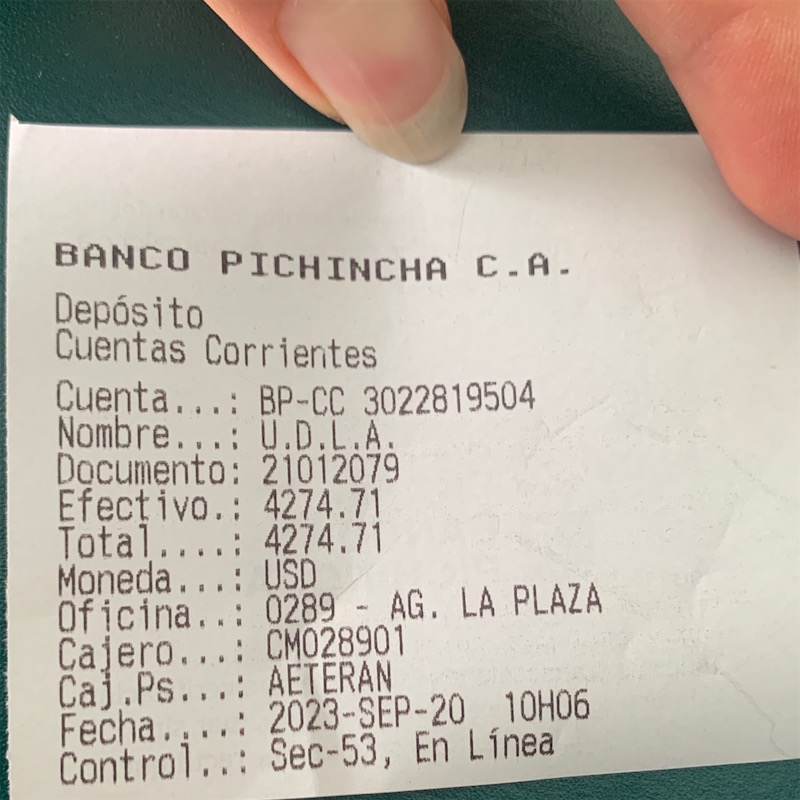 BANCO PICHINCHA C.A.
Depósito
Cuentas Corrientes
Cuenta...: BP-CC 3022819504
Nombre...: U.D.L.A.
Documento: 21012079
Efectivo.: 4274.71
Total....: 4274.71
Moneda...: USD
Oficina..: 0289 - AG. LA PLAZA
Cajero...: CM028901
Caj.Ps...: AETERAN
Fecha....: 2023-SEP-20  10H06
Control..: Sec-53, En Línea